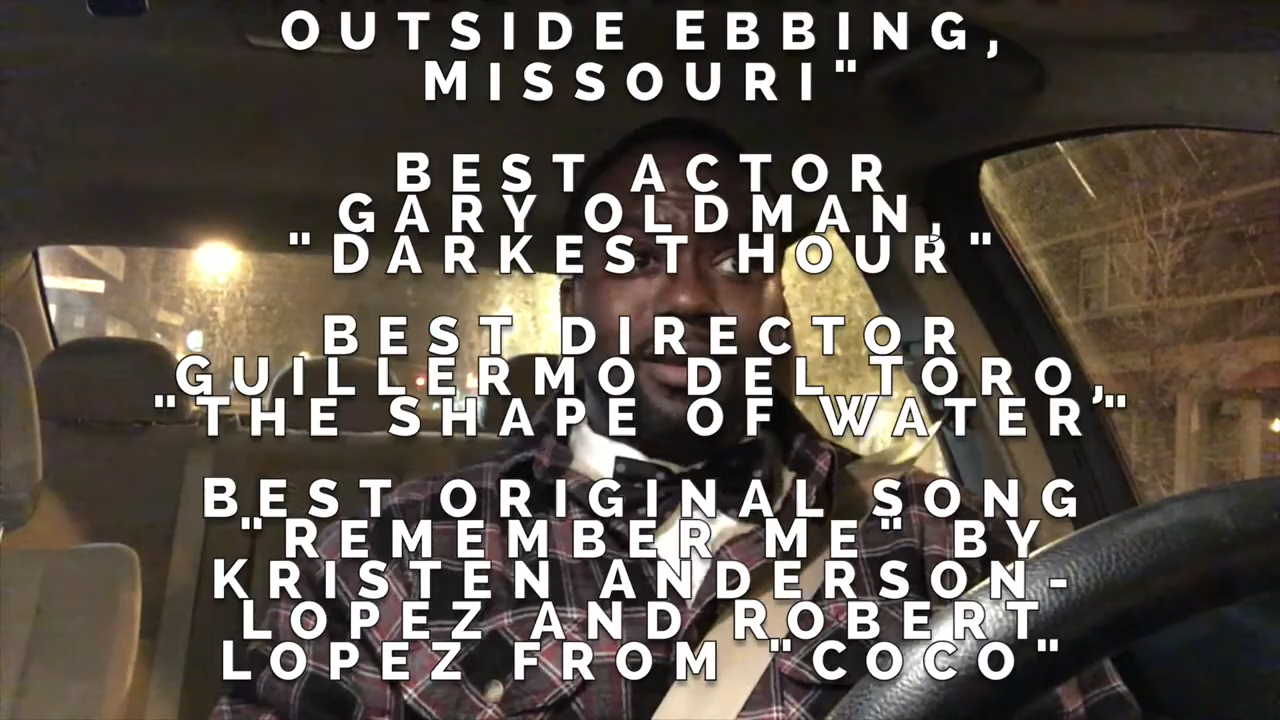 OUTSIDE EBBING,
MISSOURI"
BEST ACTOR
GARY OLDMAN,
"DARKEST HOUR"
BEST DIRECTOR
GUILLERMO DEL TORO,
"THE SHAPE OF WATER"
BEST ORIGINAL SONG
"REMEMBER ME" BY
KRISTEN ANDERSON-
LOPEZ AND ROBERT
LOPEZ FROM "COCO"